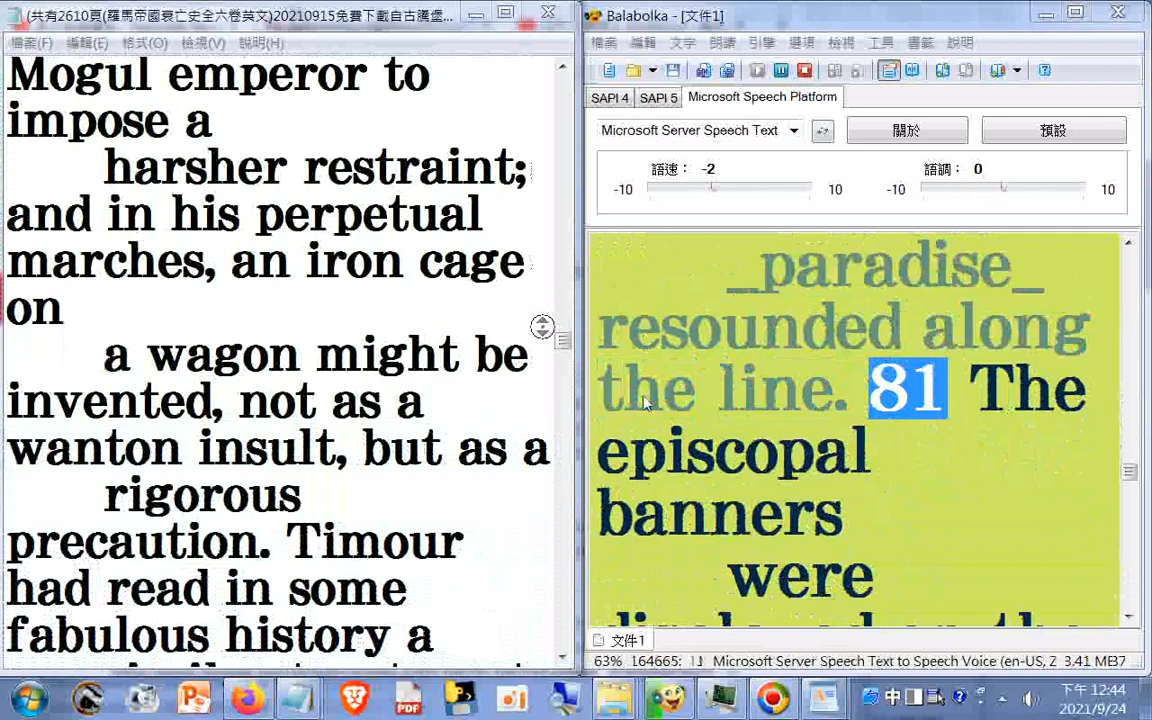 (共有2610頁(羅馬帝國衰亡史全六卷英文)20210915免費下載自古騰堡...
檔案(F) 編輯(E) 格式(O) 檢視(V) 說明(H)
Mogul emperor to
impose a
harsher restraint;
and in his perpetual
marches, an iron cage
on
a wagon might be
invented, not as a
wanton insult, but as a
rigorous
precaution. Timour
had read in some
fabulous history a
Balabolka - [文件1]
檔案 編輯 文字 朗讀 引擎 選項 檢視 工具 書籤 說明
SAPI 4 SAPI 5 Microsoft Speech Platform
Microsoft Server Speech Text 關於 預設
語速： -2 語調： 0
-10 10 -10 10
_paradise_
resounded along
the line. 81 The
episcopal
banners
were
文件1
63% 164665: 11 Microsoft Server Speech Text to Speech Voice (en-US, Z 3.41 MB7
中
下午 12:44
2021/9/24